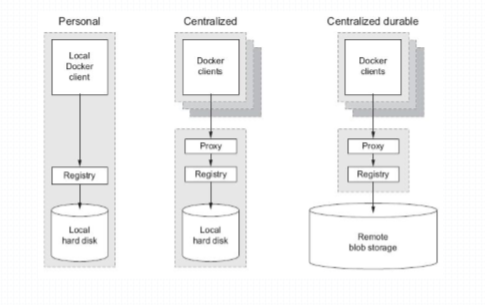 Personal
Centralized
Centralized durable
Local
Docker
client
Docker
clients
Docker
clients
Proxy
Proxy
Registry
Registry
Registry
Local
hard disk
Local
hard disk
Remote
blob storage